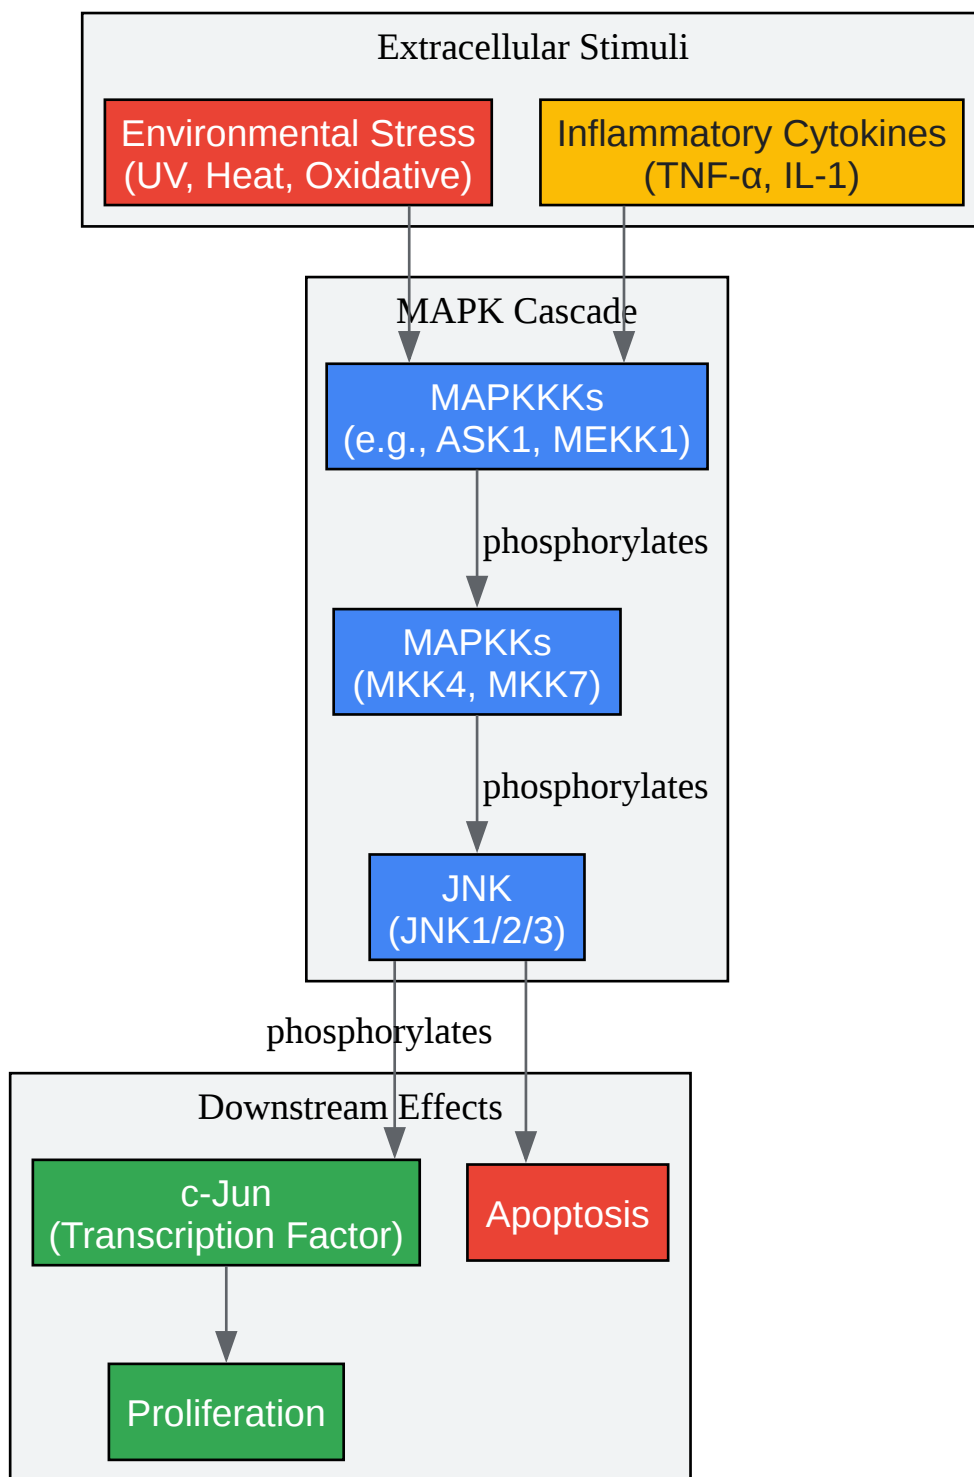 Extracellular Stimuli
Environmental Stress
(UV, Heat, Oxidative)
Inflammatory Cytokines
(TNF-α, IL-1)
MAPK Cascade
MAPKKKs
(e.g., ASK1, MEKK1)
phosphorylates
MAPKKs
(MKK4, MKK7)
phosphorylates
JNK
(JNK1/2/3)
phosphorylates
Downstream Effects
c-Jun
(Transcription Factor)
Apoptosis
Proliferation